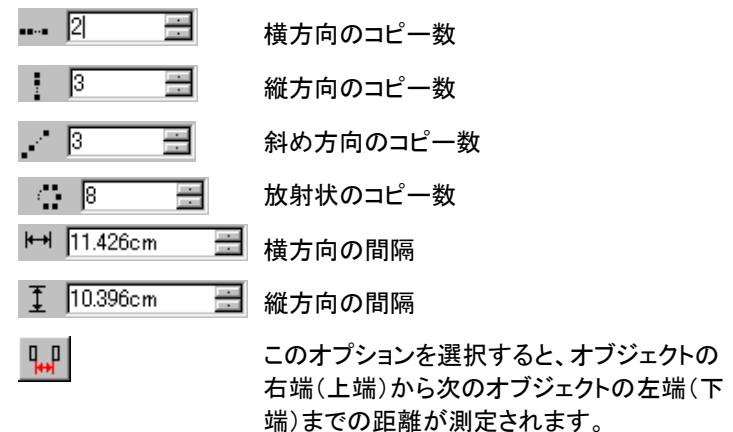 2 横方向のコピー数
3 縦方向のコピー数
3 斜め方向のコピー数
8 放射状のコピー数
11.426cm 横方向の間隔
10.396cm 縦方向の間隔
このオプションを選択すると、オブジェクトの
右端（上端）から次のオブジェクトの左端（下
端）までの距離が測定されます。